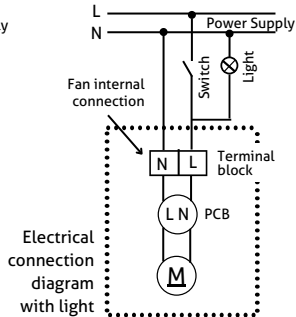 y
L
Power Supply
N
Switch
Light
Fan internal
connection
N L
Terminal
block
L N
PCB
M
Electrical
connection
diagram
with light